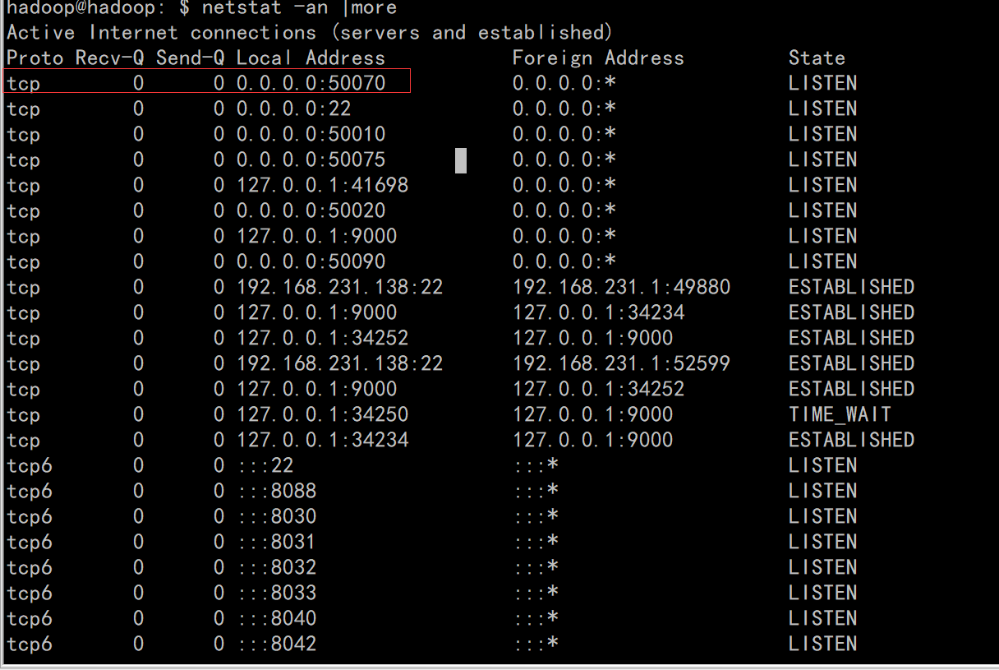 hadoop@hadoop: $ netstat -an |more
Active Internet connections (servers and established)
Proto Recv-Q Send-Q Local Address           Foreign Address         State
tcp        0      0 0.0.0.0:50070           0.0.0.0:*               LISTEN
tcp        0      0 0.0.0.0:22              0.0.0.0:*               LISTEN
tcp        0      0 0.0.0.0:50010           0.0.0.0:*               LISTEN
tcp        0      0 0.0.0.0:50075           0.0.0.0:*               LISTEN
tcp        0      0 127.0.0.1:41698         0.0.0.0:*               LISTEN
tcp        0      0 0.0.0.0:50020           0.0.0.0:*               LISTEN
tcp        0      0 127.0.0.1:9000          0.0.0.0:*               LISTEN
tcp        0      0 0.0.0.0:50090           0.0.0.0:*               LISTEN
tcp        0      0 192.168.231.138:22      192.168.231.1:49880     ESTABLISHED
tcp        0      0 127.0.0.1:9000          127.0.0.1:34234         ESTABLISHED
tcp        0      0 127.0.0.1:34252         127.0.0.1:9000          ESTABLISHED
tcp        0      0 192.168.231.138:22      192.168.231.1:52599     ESTABLISHED
tcp        0      0 127.0.0.1:9000          127.0.0.1:34252         ESTABLISHED
tcp        0      0 127.0.0.1:34250         127.0.0.1:9000          TIME_WAIT
tcp        0      0 127.0.0.1:34234         127.0.0.1:9000          ESTABLISHED
tcp6       0      0 :::22                   :::*                    LISTEN
tcp6       0      0 :::8088                 :::*                    LISTEN
tcp6       0      0 :::8030                 :::*                    LISTEN
tcp6       0      0 :::8031                 :::*                    LISTEN
tcp6       0      0 :::8032                 :::*                    LISTEN
tcp6       0      0 :::8033                 :::*                    LISTEN
tcp6       0      0 :::8040                 :::*                    LISTEN
tcp6       0      0 :::8042                 :::*                    LISTEN